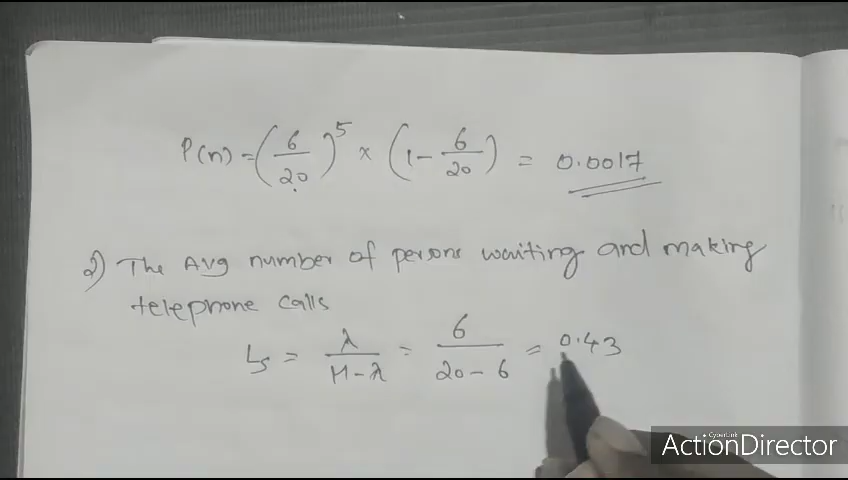 P(n) = (6/20)^5 × (1 - 6/20) = 0.0017
2) The Avg number of persons waiting and making
telephone calls
Ls = λ/(M-λ) = 6/(20-6) = 0.43
CyberLink
ActionDirector